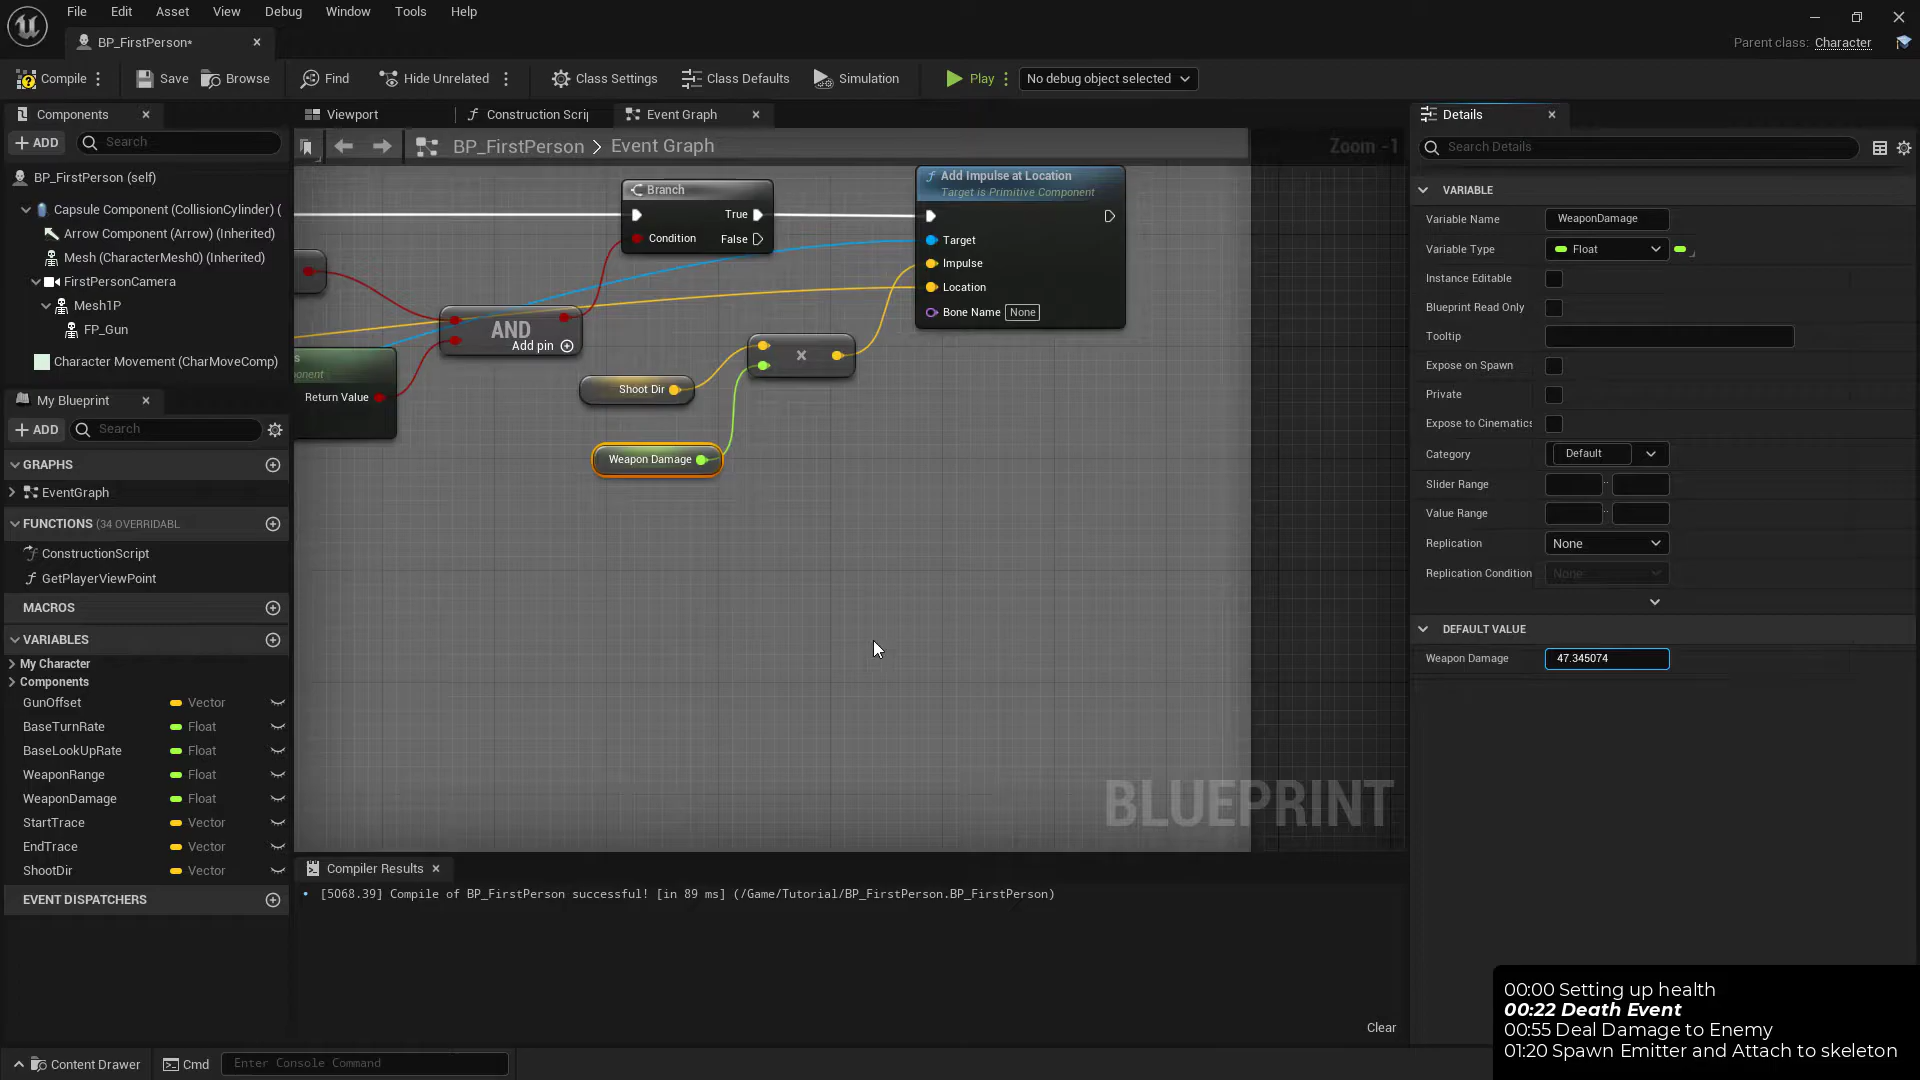 File Edit Asset View Debug Window Tools Help
BP_FirstPerson*
Parent class: Character
Compile Save Browse Find Hide Unrelated Class Settings Class Defaults Simulation Play No debug object selected
Components
ADD Search
BP_FirstPerson (self)
Capsule Component (CollisionCylinder) (
Arrow Component (Arrow) (Inherited)
Mesh (CharacterMesh0) (Inherited)
FirstPersonCamera
Mesh1P
FP_Gun
Character Movement (CharMoveComp)
My Blueprint
ADD Search
GRAPHS
EventGraph
FUNCTIONS (34 OVERRIDABL
ConstructionScript
GetPlayerViewPoint
MACROS
VARIABLES
My Character
Components
GunOffset Vector
BaseTurnRate Float
BaseLookUpRate Float
WeaponRange Float
WeaponDamage Float
StartTrace Vector
EndTrace Vector
ShootDir Vector
EVENT DISPATCHERS
Viewport Construction Scrip Event Graph
BP_FirstPerson > Event Graph
Zoom -1
Branch
True
Condition False
Add Impulse at Location
Target is Primitive Component
Target
Impulse
Location
Bone Name None
AND
Add pin
s
onent
Return Value
Shoot Dir
Weapon Damage
BLUEPRINT
Compiler Results
[5068.39] Compile of BP_FirstPerson successful! [in 89 ms] (/Game/Tutorial/BP_FirstPerson.BP_FirstPerson)
Clear
Details
Search Details
VARIABLE
Variable Name WeaponDamage
Variable Type Float
Instance Editable
Blueprint Read Only
Tooltip
Expose on Spawn
Private
Expose to Cinematics
Category Default
Slider Range
Value Range
Replication None
Replication Condition None
DEFAULT VALUE
Weapon Damage 47.345074
00:00 Setting up health
00:22 Death Event
00:55 Deal Damage to Enemy
01:20 Spawn Emitter and Attach to skeleton
Content Drawer Cmd Enter Console Command